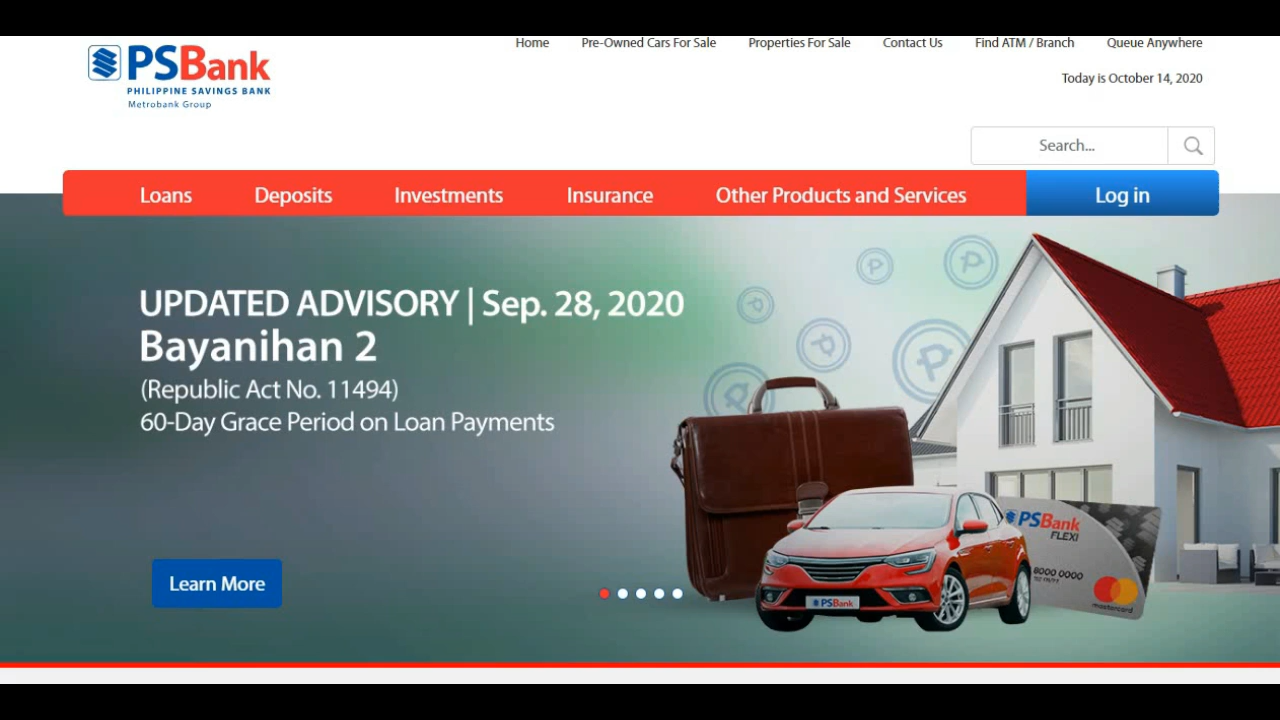 Home Pre-Owned Cars For Sale Properties For Sale Contact Us Find ATM / Branch Queue Anywhere
PSBank
PHILIPPINE SAVINGS BANK
Metrobank Group
Today is October 14, 2020
Search...
Loans Deposits Investments Insurance Other Products and Services Log in
UPDATED ADVISORY | Sep. 28, 2020
Bayanihan 2
(Republic Act No. 11494)
60-Day Grace Period on Loan Payments
Learn More
PSBank
PSBank
FLEXI
8000 0000
mastercard